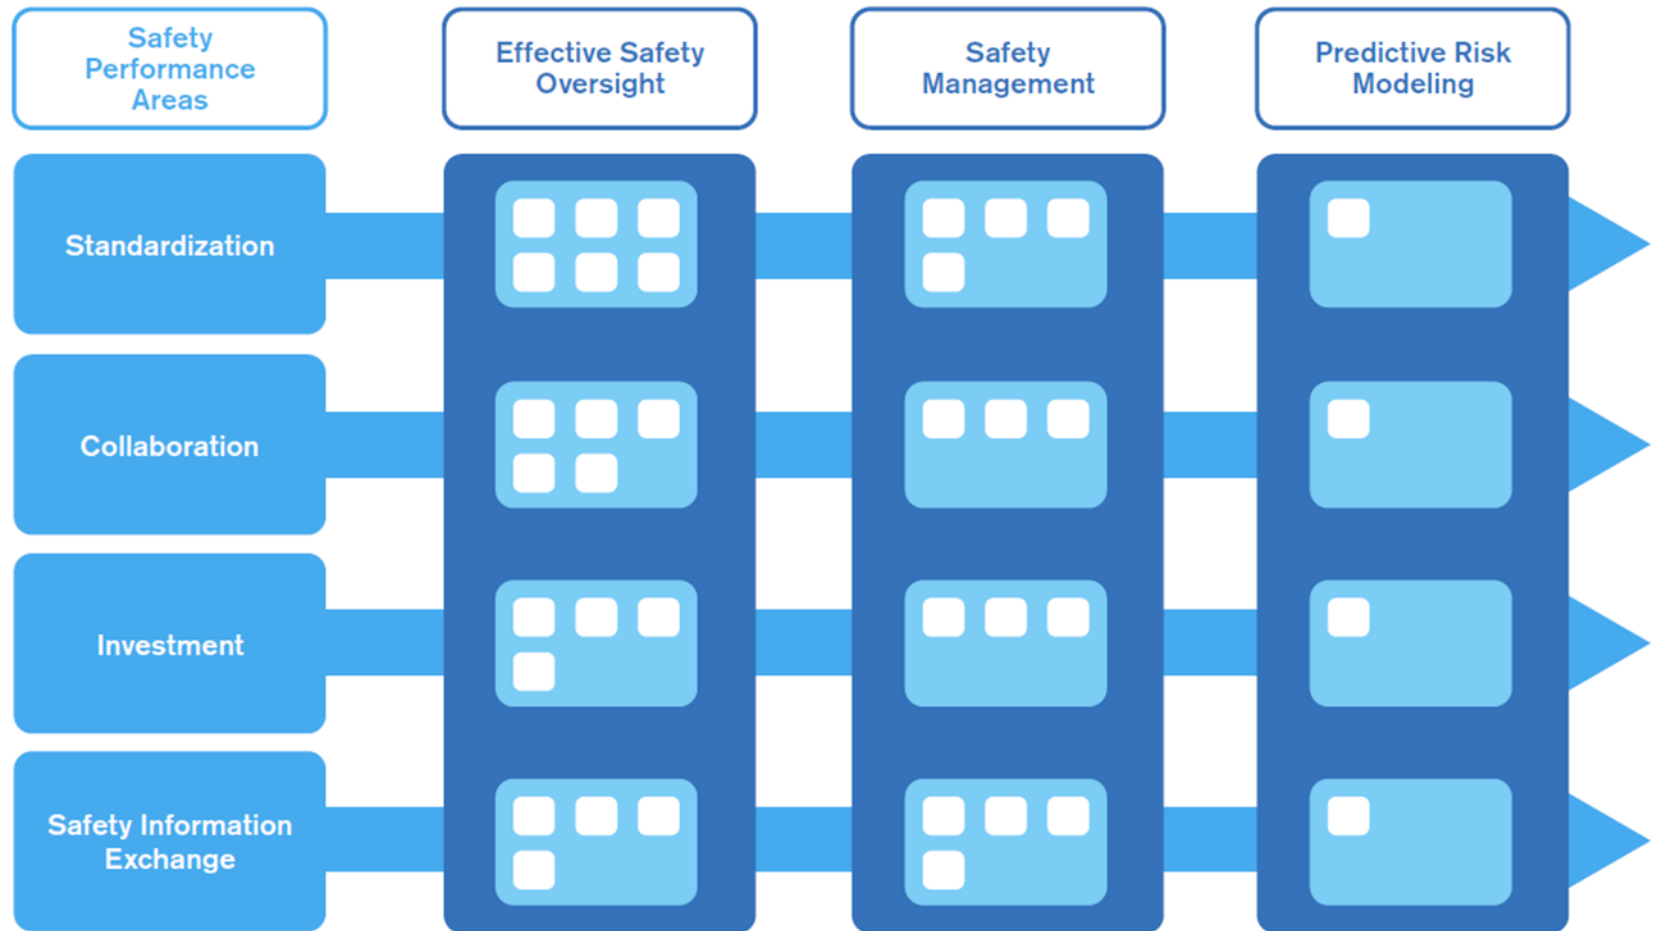 Safety
Performance
Areas
Effective Safety
Oversight
Safety
Management
Predictive Risk
Modeling
Standardization
Collaboration
Investment
Safety Information
Exchange